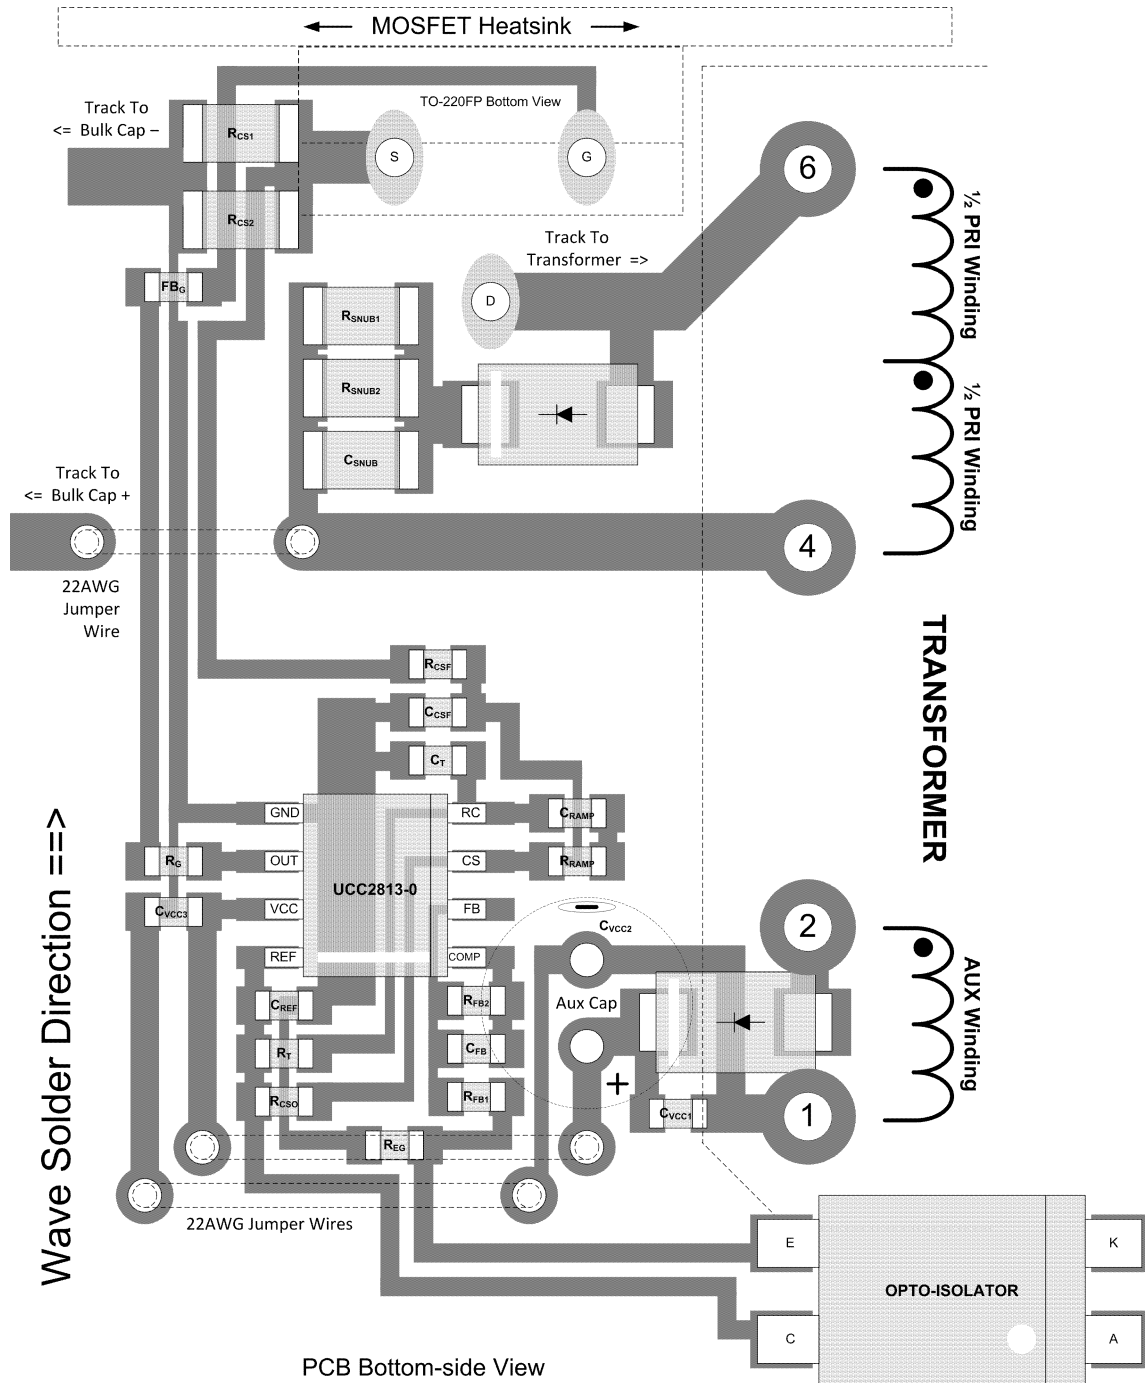 MOSFET Heatsink
TO-220FP Bottom View
Track To
<= Bulk Cap –
RCS1
S
G
6
RCS2
½ PRI Winding
Track To
Transformer =>
FBG
D
RSNUB1
RSNUB2
½ PRI Winding
CSNUB
Track To
<= Bulk Cap +
4
22AWG
Jumper
Wire
TRANSFORMER
RCSF
CCSF
CT
GND
RC
CRAMP
RG
OUT
CS
RRAMP
UCC2813-0
CVCC3
VCC
FB
CVCC2
2
REF
COMP
CREF
RFB2
Aux Cap
AUX Winding
RT
CFB
+
RCSO
RFB1
CVCC1
1
REG
22AWG Jumper Wires
Wave Solder Direction ==>
E
K
OPTO-ISOLATOR
C
A
PCB Bottom-side View